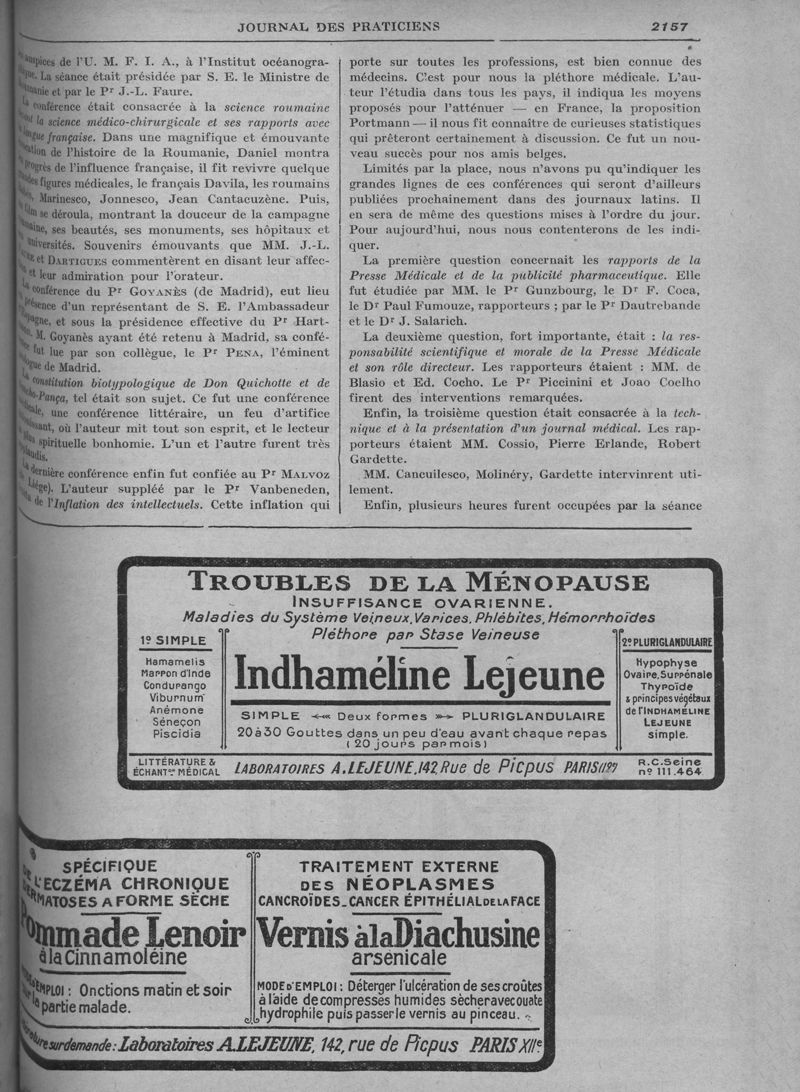 JOURNAL DES PRATICIENS 2157
de l'U. M. F. I. A., à l'Institut océanogra-
La séance était présidée par S. E. le Ministre de
et par le Pr J.-L. Faure.
conférence était consacrée à la science roumaine
la science médico-chirurgicale et ses rapports avec
française. Dans une magnifique et émouvante
de l'histoire de la Roumanie, Daniel montra
de l'influence française, il fit revivre quelque
figures médicales, le français Davila, les roumains
Marinesco, Jonnesco, Jean Cantacuzène. Puis,
se déroula, montrant la douceur de la campagne
ses beautés, ses monuments, ses hôpitaux et
universités. Souvenirs émouvants que MM. J.-L.
et DARTIGUES commentèrent en disant leur affec-
et leur admiration pour l'orateur.
conférence du Pr GOYANÈS (de Madrid), eut lieu
d'un représentant de S. E. l'Ambassadeur
et sous la présidence effective du Pr Hart-
M. Goyanès ayant été retenu à Madrid, sa confé-
fut lue par son collègue, le Pr PENA, l'éminent
de Madrid.
constitution biotypologique de Don Quichotte et de
Pança, tel était son sujet. Ce fut une conférence
une conférence littéraire, un feu d'artifice
où l'auteur mit tout son esprit, et le lecteur
spirituelle bonhomie. L'un et l'autre furent très
dernière conférence enfin fut confiée au Pr MALVOZ
L'auteur suppléé par le Pr Vanbeneden,
de l'Inflation des intellectuels. Cette inflation qui
porte sur toutes les professions, est bien connue des
médecins. C'est pour nous la pléthore médicale. L'au-
teur l'étudia dans tous les pays, il indiqua les moyens
proposés pour l'atténuer — en France, la proposition
Portmann — il nous fit connaître de curieuses statistiques
qui prêteront certainement à discussion. Ce fut un nou-
veau succès pour nos amis belges.
Limités par la place, nous n'avons pu qu'indiquer les
grandes lignes de ces conférences qui seront d'ailleurs
publiées prochainement dans des journaux latins. Il
en sera de même des questions mises à l'ordre du jour.
Pour aujourd'hui, nous nous contenterons de les indi-
quer.
La première question concernait les rapports de la
Presse Médicale et de la publicité pharmaceutique. Elle
fut étudiée par MM. le Pr Gunzbourg, le Dr F. Coca,
le Dr Paul Fumouze, rapporteurs ; par le Pr Dautrebande
et le Dr J. Salarich.
La deuxième question, fort importante, était : la res-
ponsabilité scientifique et morale de la Presse Médicale
et son rôle directeur. Les rapporteurs étaient : MM. de
Blasio et Ed. Cocho. Le Pr Piccinini et Joao Coelho
firent des interventions remarquées.
Enfin, la troisième question était consacrée à la tech-
nique et à la présentation d'un journal médical. Les rap-
porteurs étaient MM. Cossio, Pierre Erlande, Robert
Gardette.
MM. Cancuilesco, Molinéry, Gardette intervinrent uti-
lement.
Enfin, plusieurs heures furent occupées par la séance
TROUBLES DE LA MÉNOPAUSE
INSUFFISANCE OVARIENNE.
Maladies du Système Veineux, Varices, Phlébites, Hémorrhoïdes
Pléthore par Stase Veineuse
1º SIMPLE
Hamamelis
Marron d'Inde
Condurango
Viburnum
Anémone
Séneçon
Piscidia
Indhaméline Lejeune
SIMPLE Deux formes PLURIGLANDULAIRE
20 à 30 Gouttes dans un peu d'eau avant chaque repas
(20 jours par mois)
2º PLURIGLANDULAIRE
Hypophyse
Ovaire, Surrénale
Thyroïde
& principes végétaux
de l'INDHAMÉLINE
LEJEUNE
simple.
LITTÉRATURE &
ÉCHANTons MÉDICAL
LABORATOIRES A. LEJEUNE, 142, Rue de Picpus PARIS (12e)
R.C. Seine
nº 111.464
SPÉCIFIQUE
L'ECZÉMA CHRONIQUE
A FORME SÈCHE
Pommade Lenoir
à la Cinnamoléine
EMPLOI : Onctions matin et soir
partie malade.
TRAITEMENT EXTERNE
DES NÉOPLASMES
CANCROÏDES_CANCER ÉPITHÉLIAL DE LA FACE
Vernis à la Diachusine
arsenicale
MODE D'EMPLOI : Déterger l'ulcération de ses croûtes
à l'aide de compresses humides sècher avec ouate
hydrophile puis passer le vernis au pinceau.
sur demande : Laboratoires A. LEJEUNE, 142, rue de Picpus PARIS XIIe